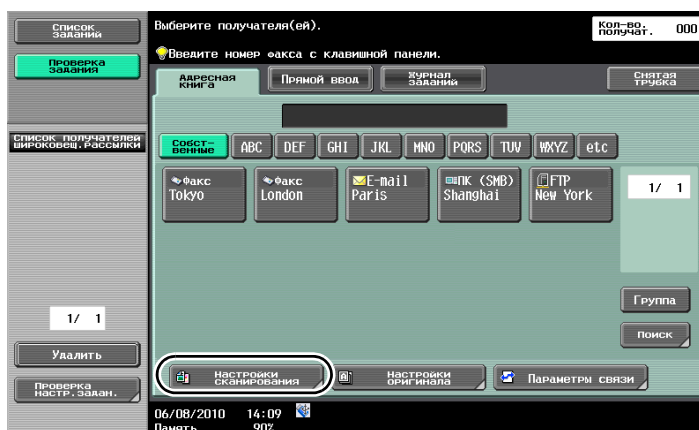 Список
заданий
Проверка
задания
Список получателей
широковещ.рассылки
1/ 1
Удалить
Проверка
настр.задан.
Выберите получателя(ей).
Кол-во.
получат. 000
Введите номер факса с клавишной панели.
Адресная
книга
Прямой ввод
Журнал
заданий
Снятая
трубка
Собст-
венные
ABC
DEF
GHI
JKL
MNO
PQRS
TUV
WXYZ
etc
Факс
Tokyo
Факс
London
E-mail
Paris
ПК (SMB)
Shanghai
FTP
New York
1/ 1
Группа
Поиск
Настройки
сканирования
Настройки
оригинала
Параметры связи
06/08/2010 14:09
Память 90%